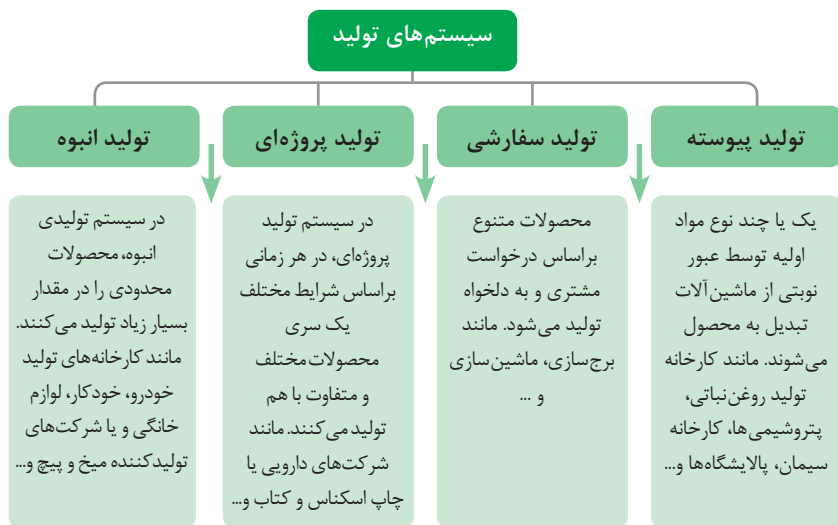 سیستم‌های تولید
تولید پیوسته
یک یا چند نوع مواد
اولیه توسط عبور
نوبتی از ماشین‌آلات
تبدیل به محصول
می‌شوند. مانند کارخانه
تولید روغن‌نباتی،
پتروشیمی‌ها، کارخانه
سیمان، پالایشگاه‌ها و...
تولید سفارشی
محصولات متنوع
براساس درخواست
مشتری و به دلخواه
تولید می‌شود. مانند
برج‌سازی، ماشین‌سازی
و ...
تولید پروژه‌ای
در سیستم تولید
پروژه‌ای، در هر زمانی
براساس شرایط مختلف
یک سری
محصولات مختلف
و متفاوت با هم
تولید می‌کنند. مانند
شرکت‌های دارویی یا
چاپ اسکناس و کتاب و...
تولید انبوه
در سیستم تولیدی
انبوه، محصولات
محدودی را در مقدار
بسیار زیاد تولید می‌کنند.
مانند کارخانه‌های تولید
خودرو، خودکار، لوازم
خانگی و یا شرکت‌های
تولیدکننده میخ و پیچ و...